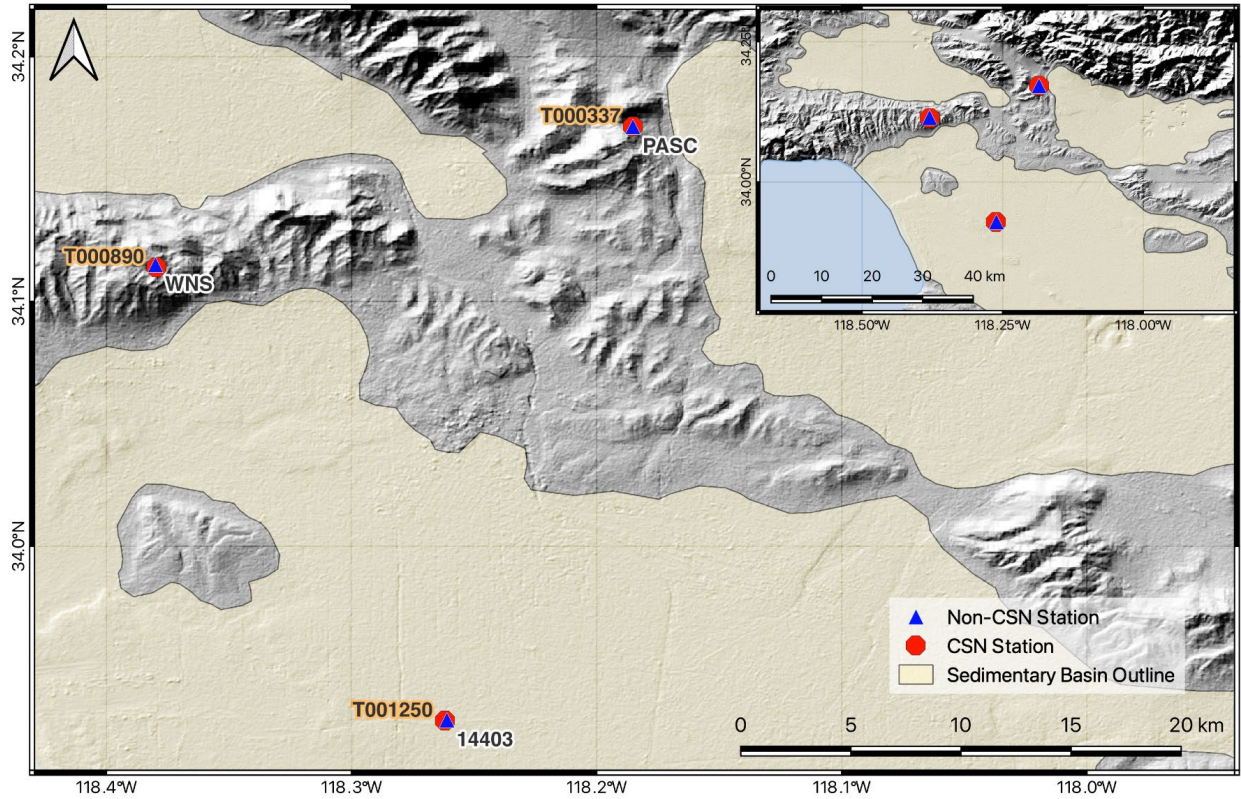 34.2°N
34.1°N
34.0°N
T000337
PASC
T000890
WNS
T001250
14403
34.25°N
34.00°N
0 10 20 30 40 km
118.50°W 118.25°W 118.00°W
Non-CSN Station
CSN Station
Sedimentary Basin Outline
0 5 10 15 20 km
118.4°W 118.3°W 118.2°W 118.1°W 118.0°W